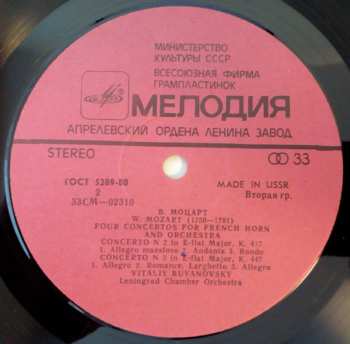 МИНИСТЕРСТВО
КУЛЬТУРЫ СССР
ВСЕСОЮЗНАЯ ФИРМА
ГРАМПЛАСТИНОК
МЕЛОДИЯ
АПРЕЛЕВСКИЙ ОРДЕНА ЛЕНИНА ЗАВОД
STEREO
33
ГОСТ 5289-80
MADE IN USSR
2
Вторая гр.
33СМ—02310
В. МОЦАРТ
W. MOZART (1756—1791)
FOUR CONCERTOS FOR FRENCH HORN
AND ORCHESTRA
CONCERTO N 2 In E-flat Major, K. 417
1. Allegro maestoso 2. Andante 3. Rondo
CONCERTO N 3 In E-flat Major, K. 447
1. Allegro 2. Romance. Larghetto 3. Allegro
VITALIY BUYANOVSKY
Leningrad Chamber Orchestra